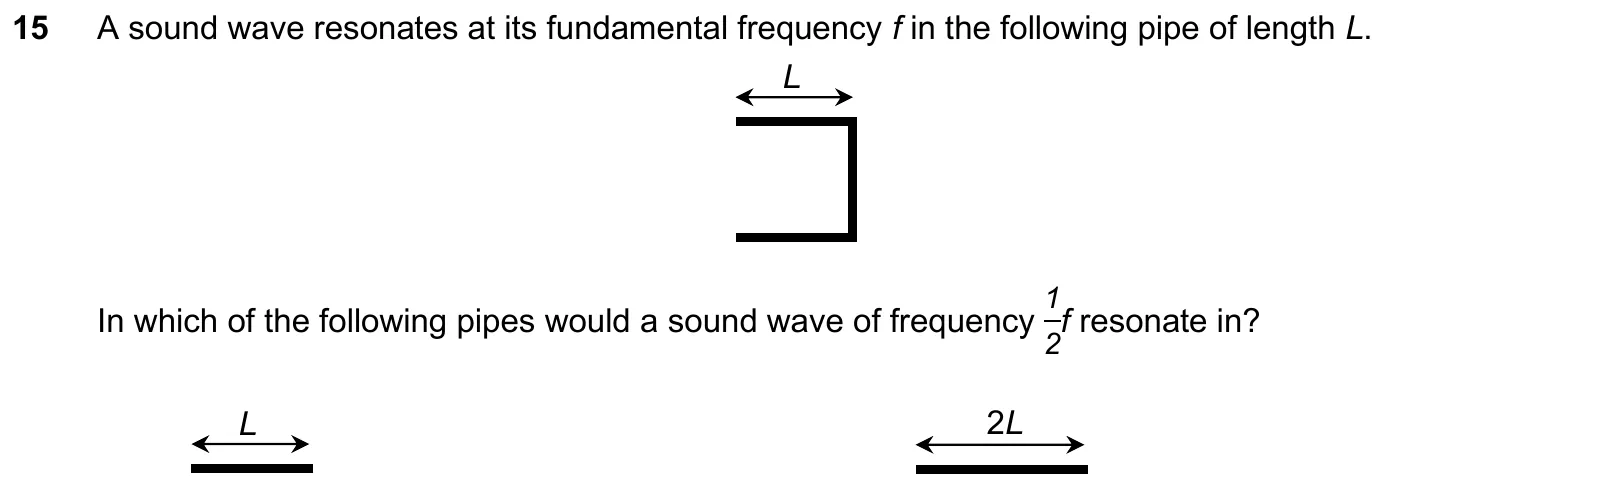 15 A sound wave resonates at its fundamental frequency f in the following pipe of length L.
L
In which of the following pipes would a sound wave of frequency 1/2 f resonate in?
L
2L